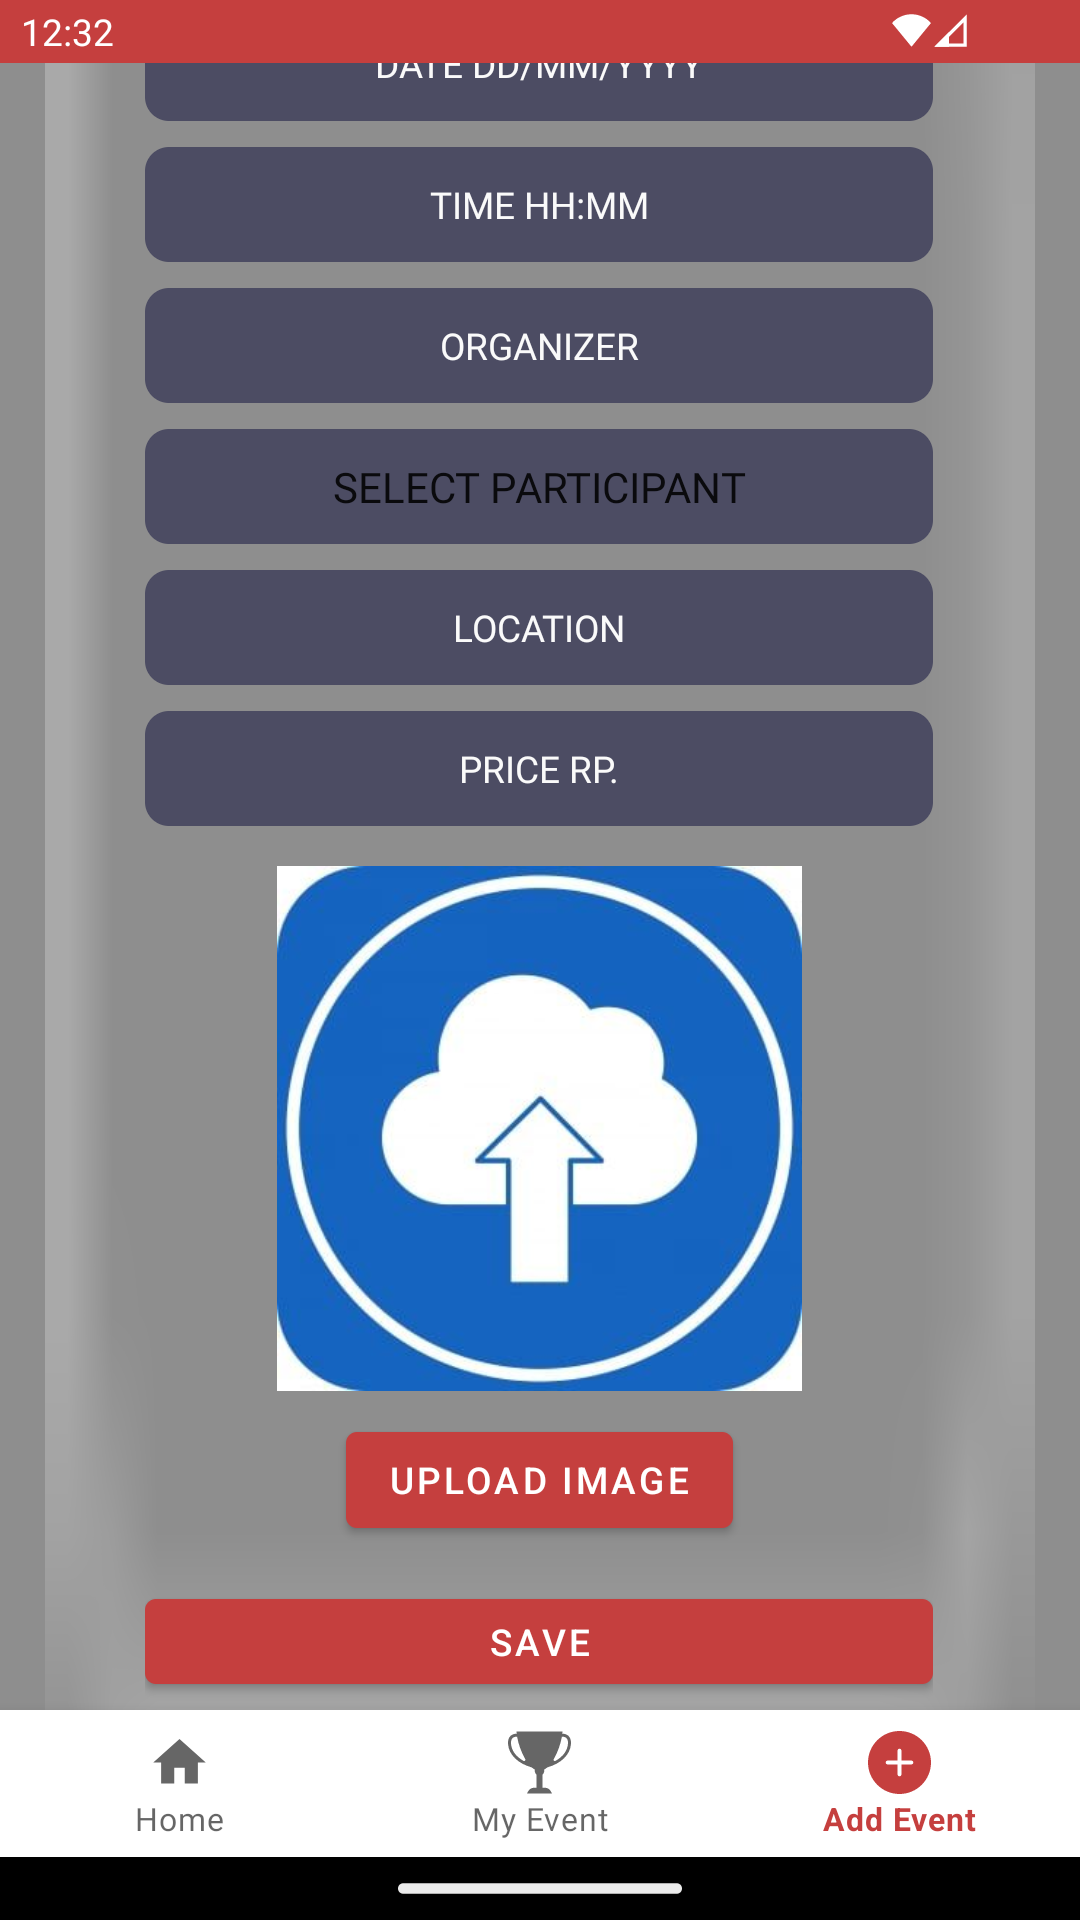 12:32
DATE DD/MM/YYYY
TIME HH:MM
ORGANIZER
SELECT PARTICIPANT
LOCATION
PRICE RP.
UPLOAD IMAGE
SAVE
Home
My Event
Add Event